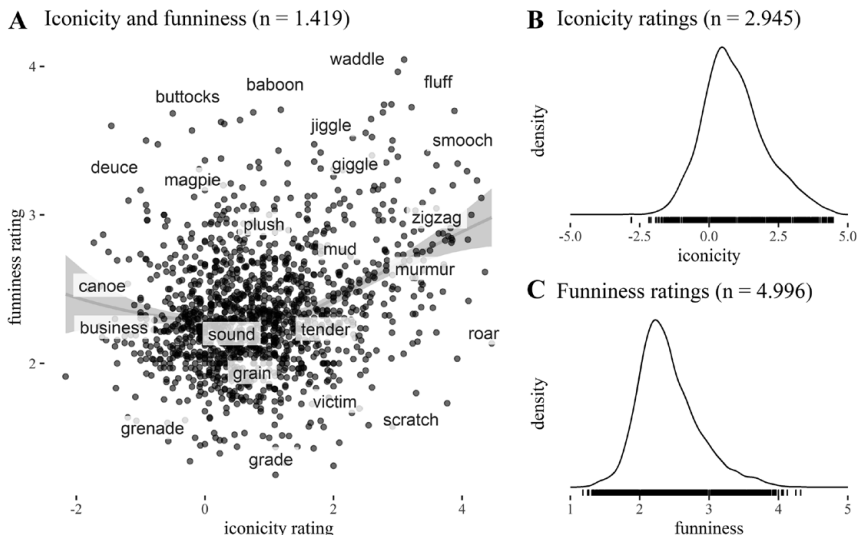 A Iconicity and funniness (n = 1.419)
4
3
2
funniness rating
waddle
baboon
fluff
buttocks
jiggle
smooch
deuce
giggle
magpie
zigzag
plush
mud
murmur
canoe
business
sound
tender
roar
grain
victim
scratch
grenade
grade
-2 0 2 4
iconicity rating
B Iconicity ratings (n = 2.945)
density
-5.0 -2.5 0.0 2.5 5.0
iconicity
C Funniness ratings (n = 4.996)
density
1 2 3 4 5
funniness